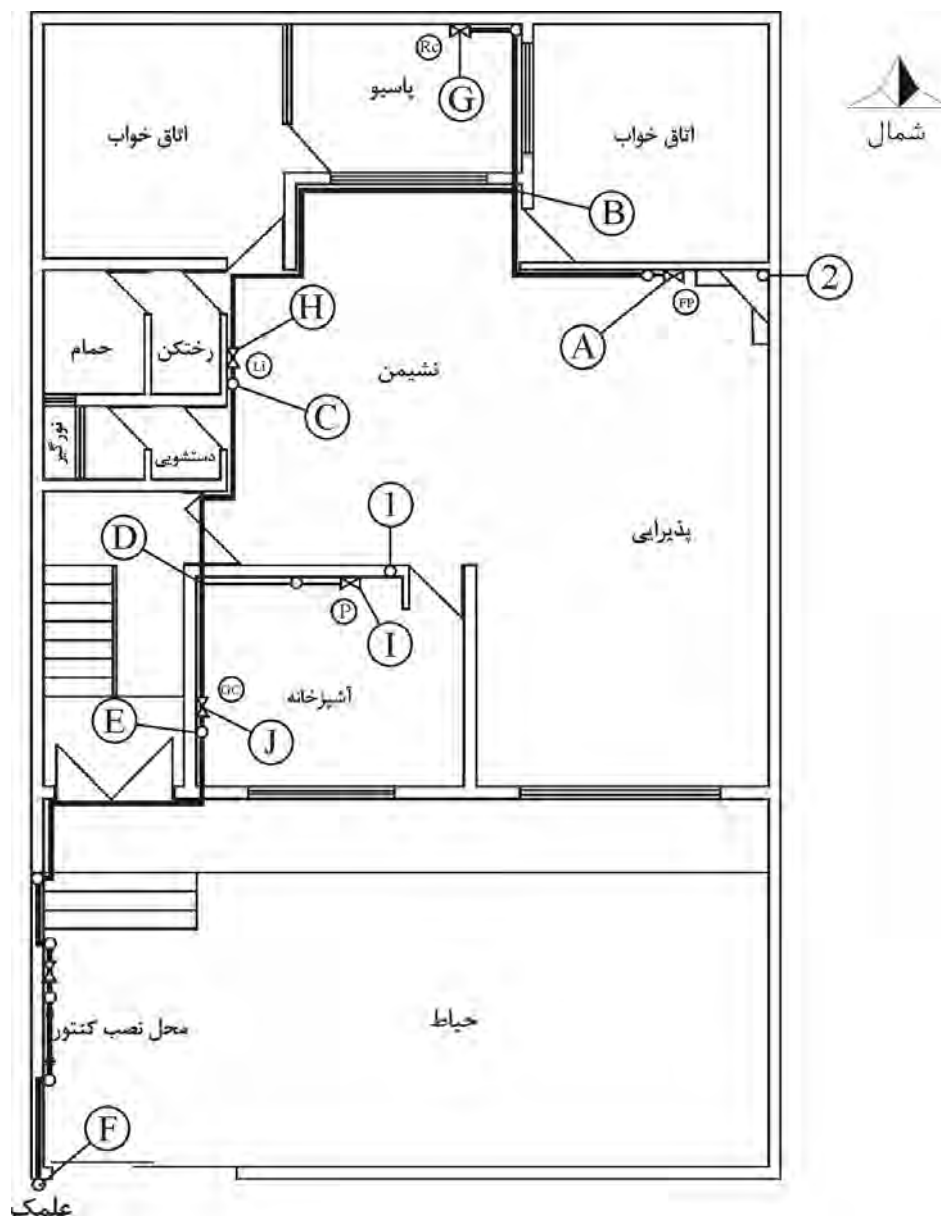 Rc
G
پاسیو
اتاق خواب
اتاق خواب
شمال
B
2
H
FP
A
حمام
رختکن
Li
نشیمن
C
نورگیر
دستشویی
1
پذیرایی
D
P
I
GC
آشپزخانه
E
J
محل نصب کنتور
حیاط
F
علمک